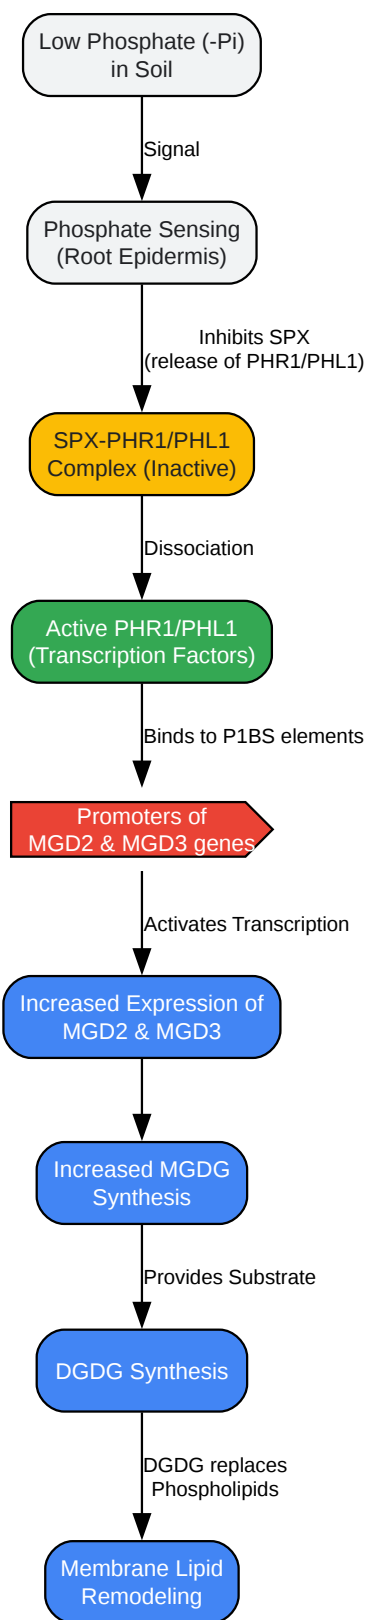 Low Phosphate (-Pi)
in Soil
Signal
Phosphate Sensing
(Root Epidermis)
Inhibits SPX
(release of PHR1/PHL1)
SPX-PHR1/PHL1
Complex (Inactive)
Dissociation
Active PHR1/PHL1
(Transcription Factors)
Binds to P1BS elements
Promoters of
MGD2 & MGD3 genes
Activates Transcription
Increased Expression of
MGD2 & MGD3
Increased MGDG
Synthesis
Provides Substrate
DGDG Synthesis
DGDG replaces
Phospholipids
Membrane Lipid
Remodeling